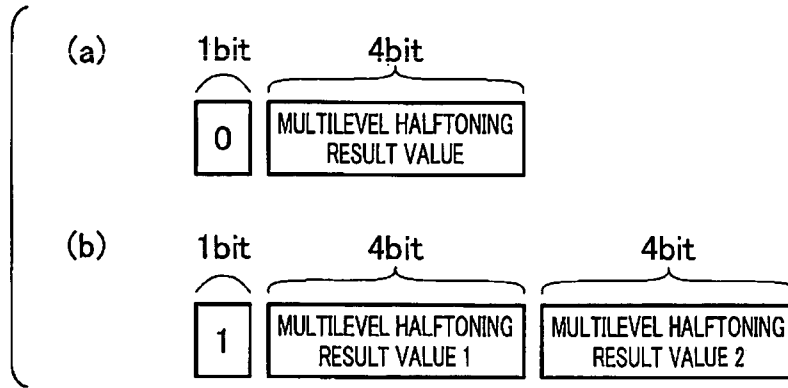 (a) 1bit 4bit
0 MULTILEVEL HALFTONING
RESULT VALUE
(b) 1bit 4bit 4bit
1 MULTILEVEL HALFTONING MULTILEVEL HALFTONING
RESULT VALUE 1 RESULT VALUE 2